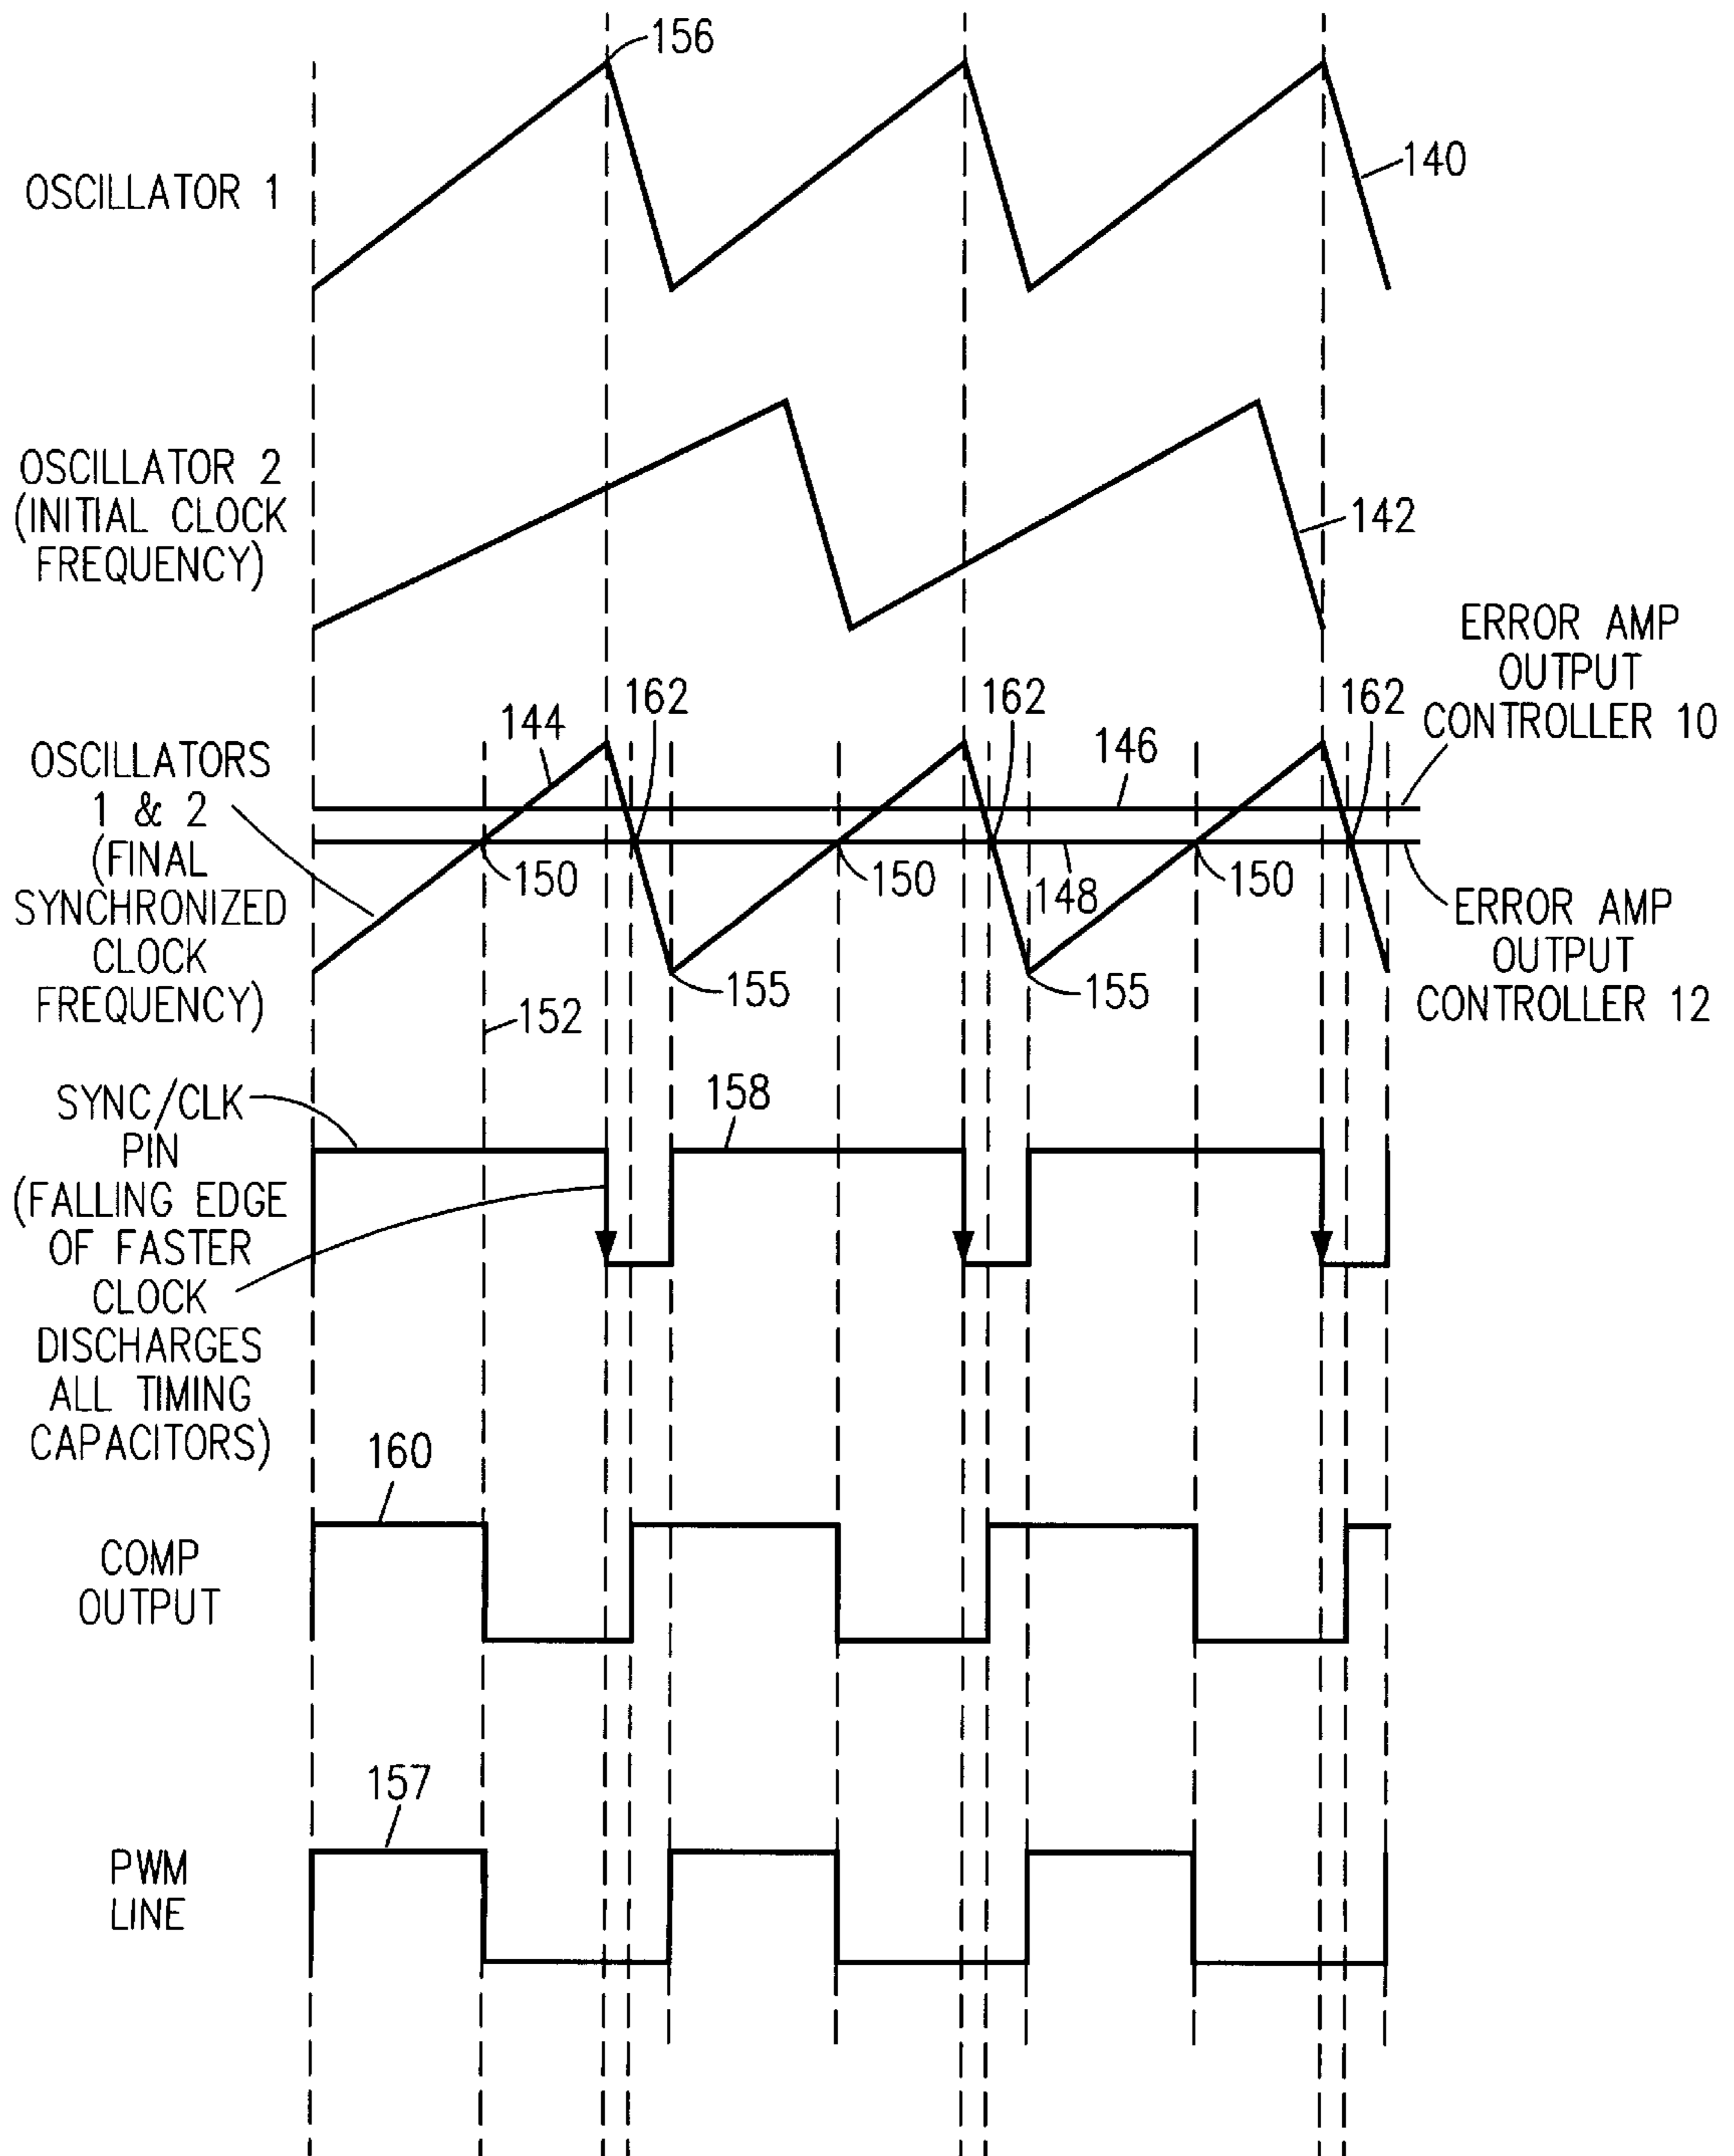 156
OSCILLATOR 1
140
OSCILLATOR 2
(INITIAL CLOCK
FREQUENCY)
142
ERROR AMP
OUTPUT
CONTROLLER 10
162
162
162
144
146
OSCILLATORS
1 & 2
(FINAL
SYNCHRONIZED
CLOCK
FREQUENCY)
150
150
148
150
ERROR AMP
OUTPUT
CONTROLLER 12
155
155
152
SYNC/CLK
PIN
(FALLING EDGE
OF FASTER
CLOCK
DISCHARGES
ALL TIMING
CAPACITORS)
158
160
COMP
OUTPUT
157
PWM
LINE